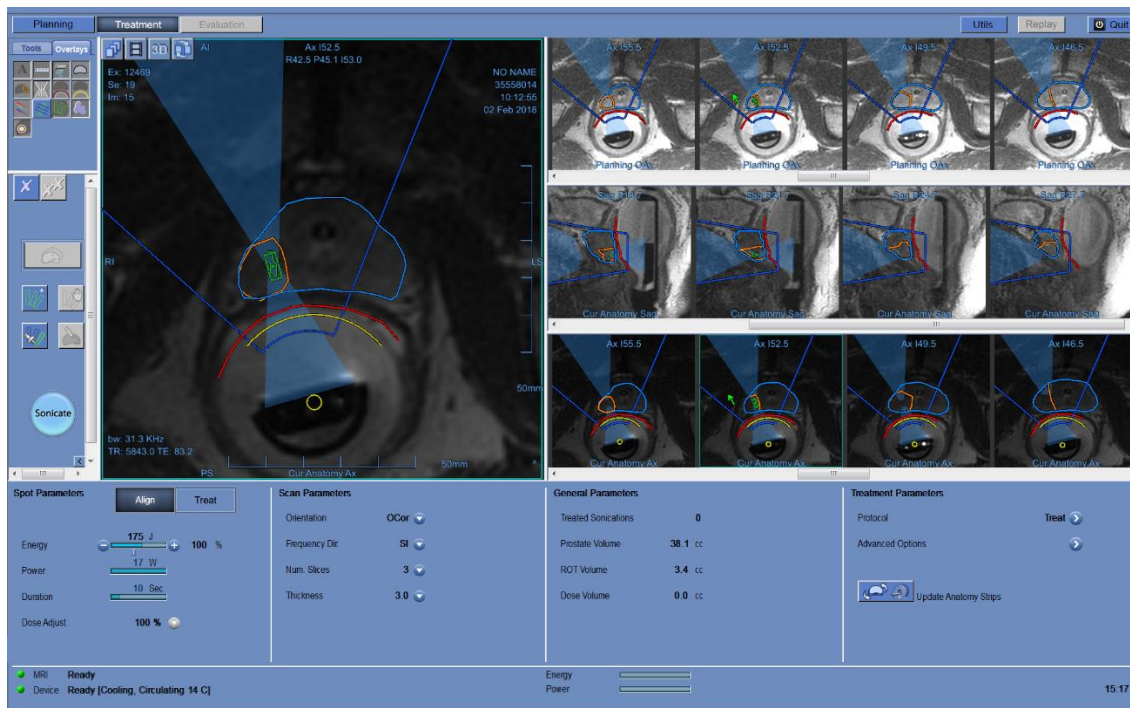 Planning Treatment Evaluation Utils Replay Quit
Tools Overlays
3D
AI
Ax I52.5
R42.5 P45.1 I53.0
Ex: 12469
Se: 19
Im: 15
NO NAME
35558014
10:12:55
02 Feb 2018
RI
LS
50mm
bw: 31.3 KHz
TR: 5843.0 TE: 83.2
PS
Cur Anatomy Ax
50mm
Sonicate
Ax I55.5 Ax I52.5 Ax I49.5 Ax I46.5
Planning OAx Planning OAx Planning OAx Planning OAx
Cur Anatomy Sag Cur Anatomy Sag Cur Anatomy Sag Cur Anatomy Sag
Ax I55.5 Ax I52.5 Ax I49.5 Ax I46.5
Cur Anatomy Ax Cur Anatomy Ax Cur Anatomy Ax Cur Anatomy Ax
Spot Parameters Align Treat
Energy 175 J 100 %
Power 17 W
Duration 10 Sec
Dose Adjust 100 %
Scan Parameters
Orientation OCor
Frequency Dir. SI
Num. Slices 3
Thickness 3.0
General Parameters
Treated Sonications 0
Prostate Volume 38.1 cc
ROT Volume 3.4 cc
Dose Volume 0.0 cc
Treatment Parameters
Protocol Treat
Advanced Options
Update Anatomy Strips
MRI Ready
Device Ready [Cooling, Circulating 14 C]
Energy
Power
15:17